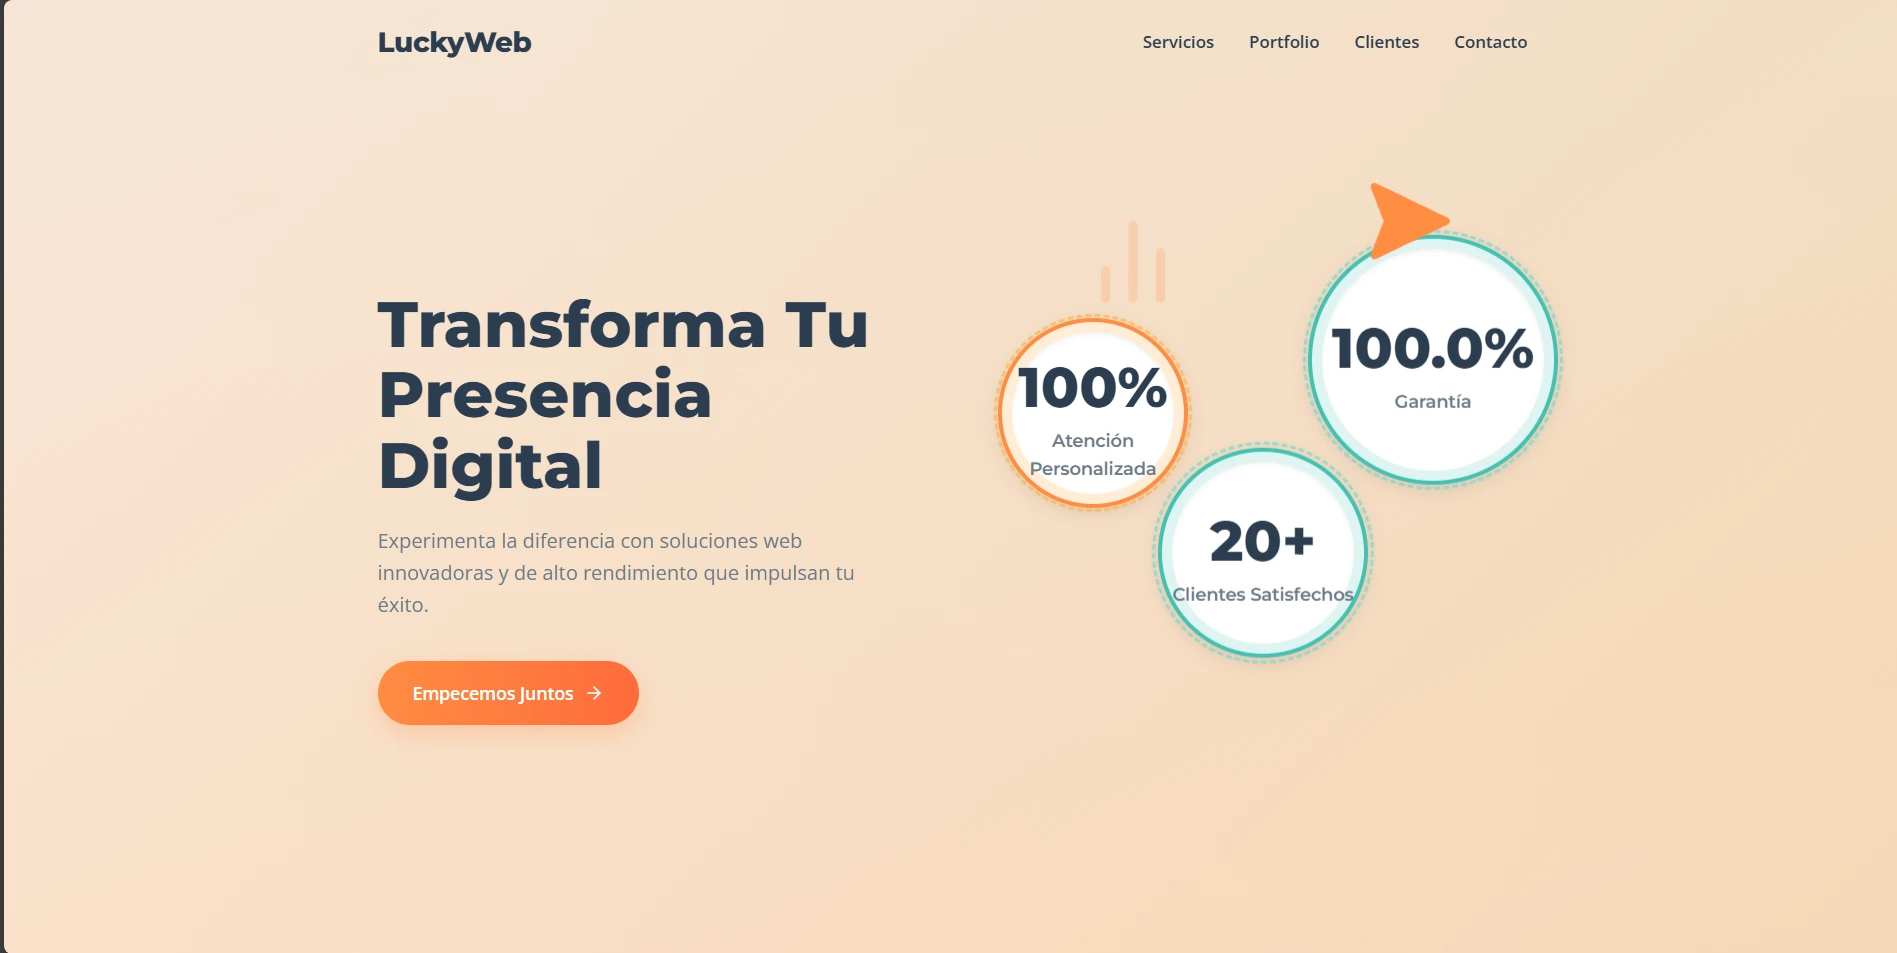 LuckyWeb
Servicios
Portfolio
Clientes
Contacto
Transforma Tu
Presencia
Digital
Experimenta la diferencia con soluciones web
innovadoras y de alto rendimiento que impulsan tu
éxito.
Empecemos Juntos
100%
Atención
Personalizada
100.0%
Garantía
20+
Clientes Satisfechos